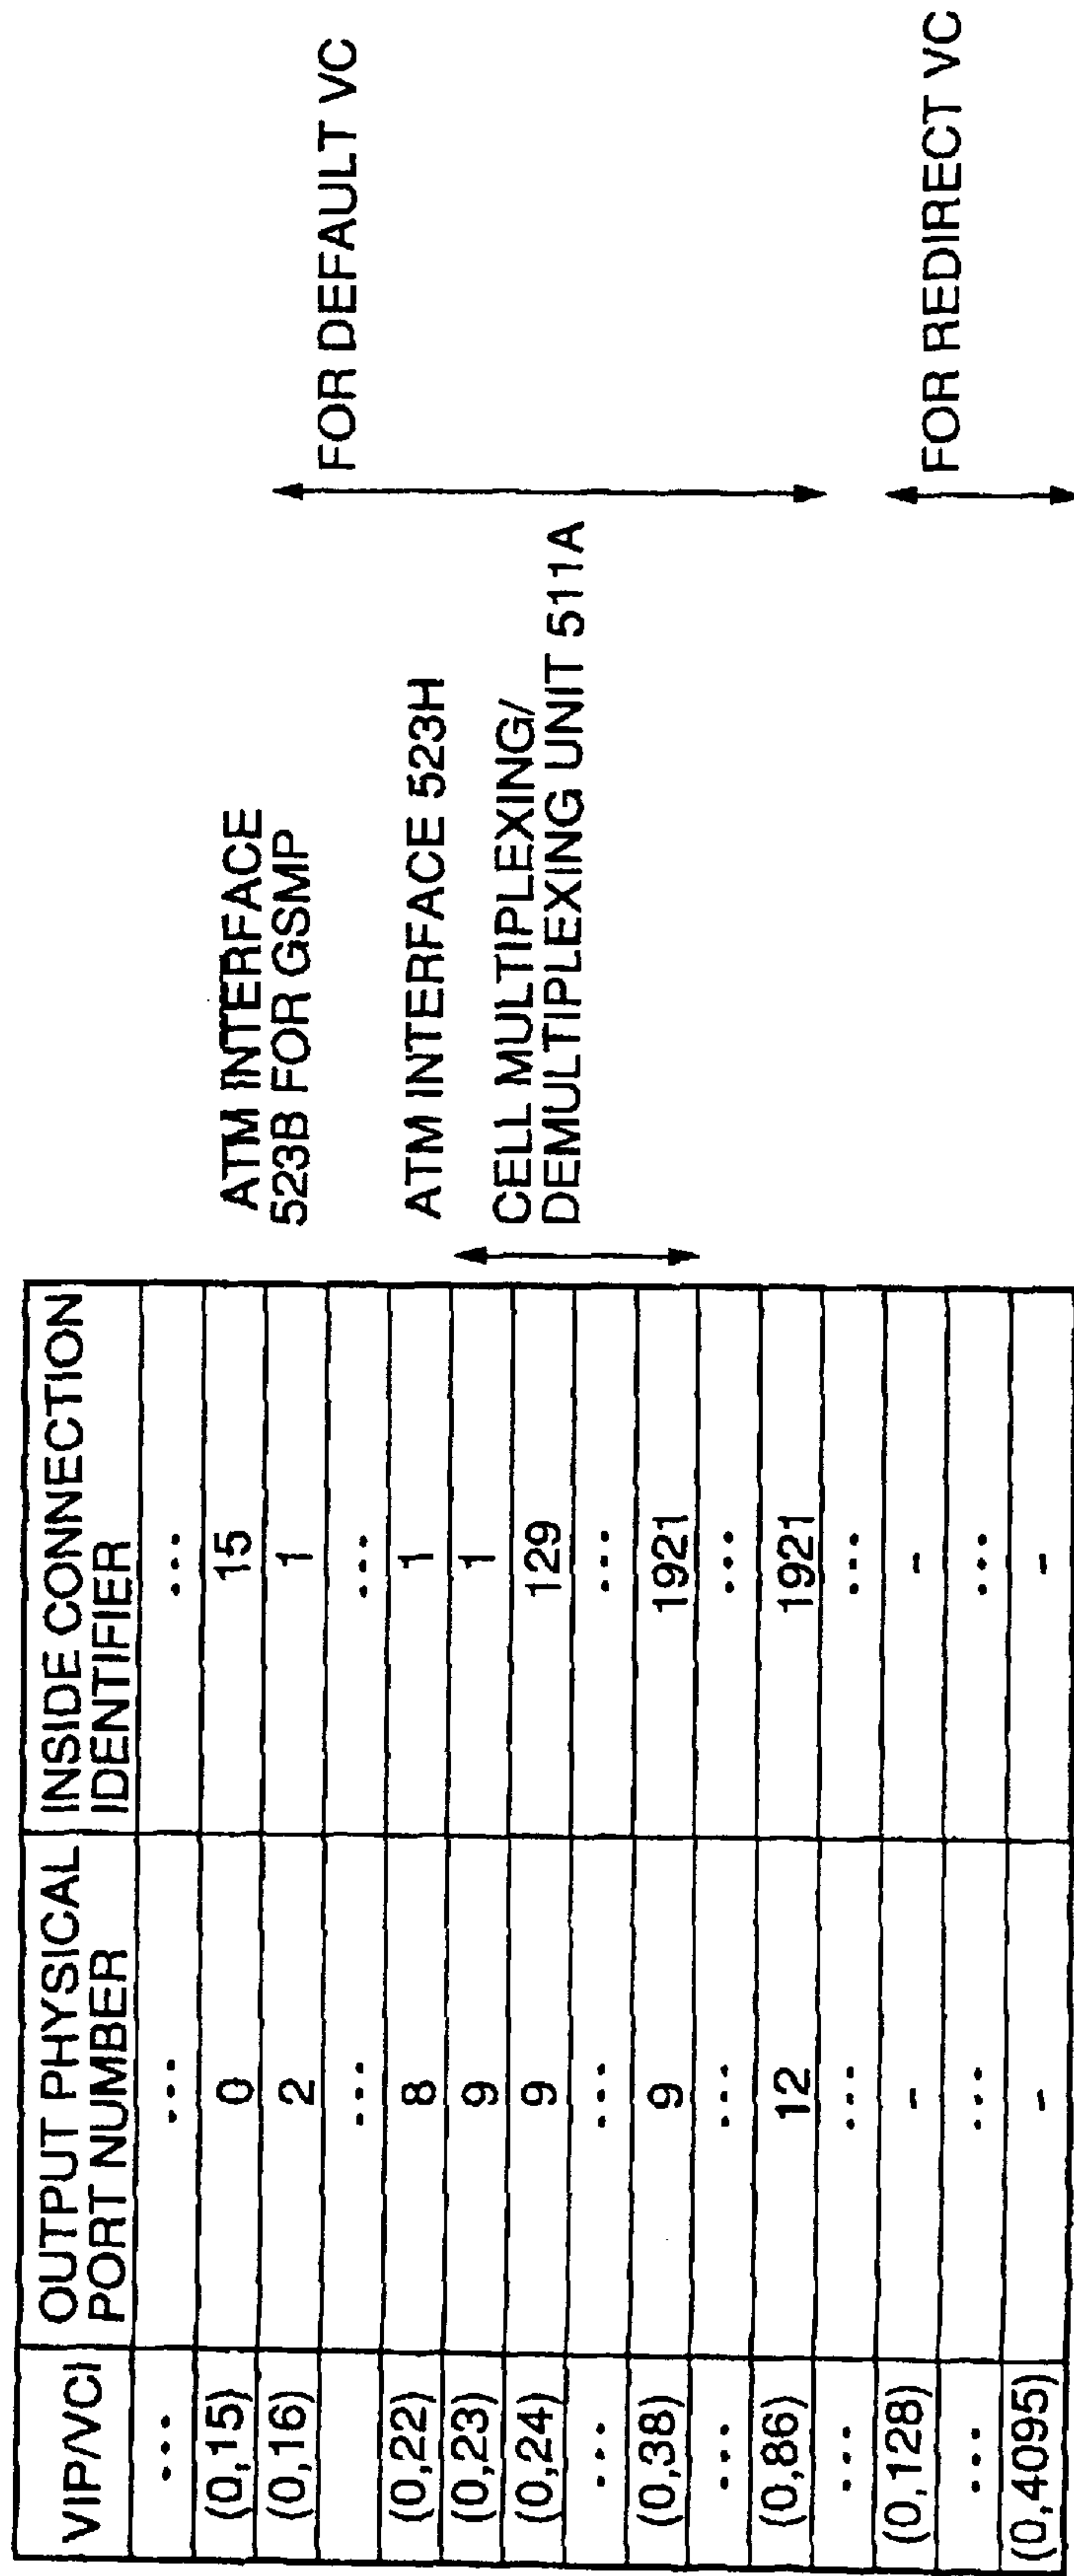 VIP/VCI OUTPUT PHYSICAL PORT NUMBER INSIDE CONNECTION IDENTIFIER
... ... ...
(0,15) 0 15 ATM INTERFACE 523B FOR GSMP
(0,16) 2 1
... ...
(0,22) 8 1 ATM INTERFACE 523H
(0,23) 9 1
(0,24) 9 129 CELL MULTIPLEXING/ DEMULTIPLEXING UNIT 511A
... ... ...
(0,38) 9 1921
... ... ...
(0,86) 12 1921
... ... ...
(0,128) - -
... ... ...
(0,4095) - -
FOR DEFAULT VC
FOR REDIRECT VC